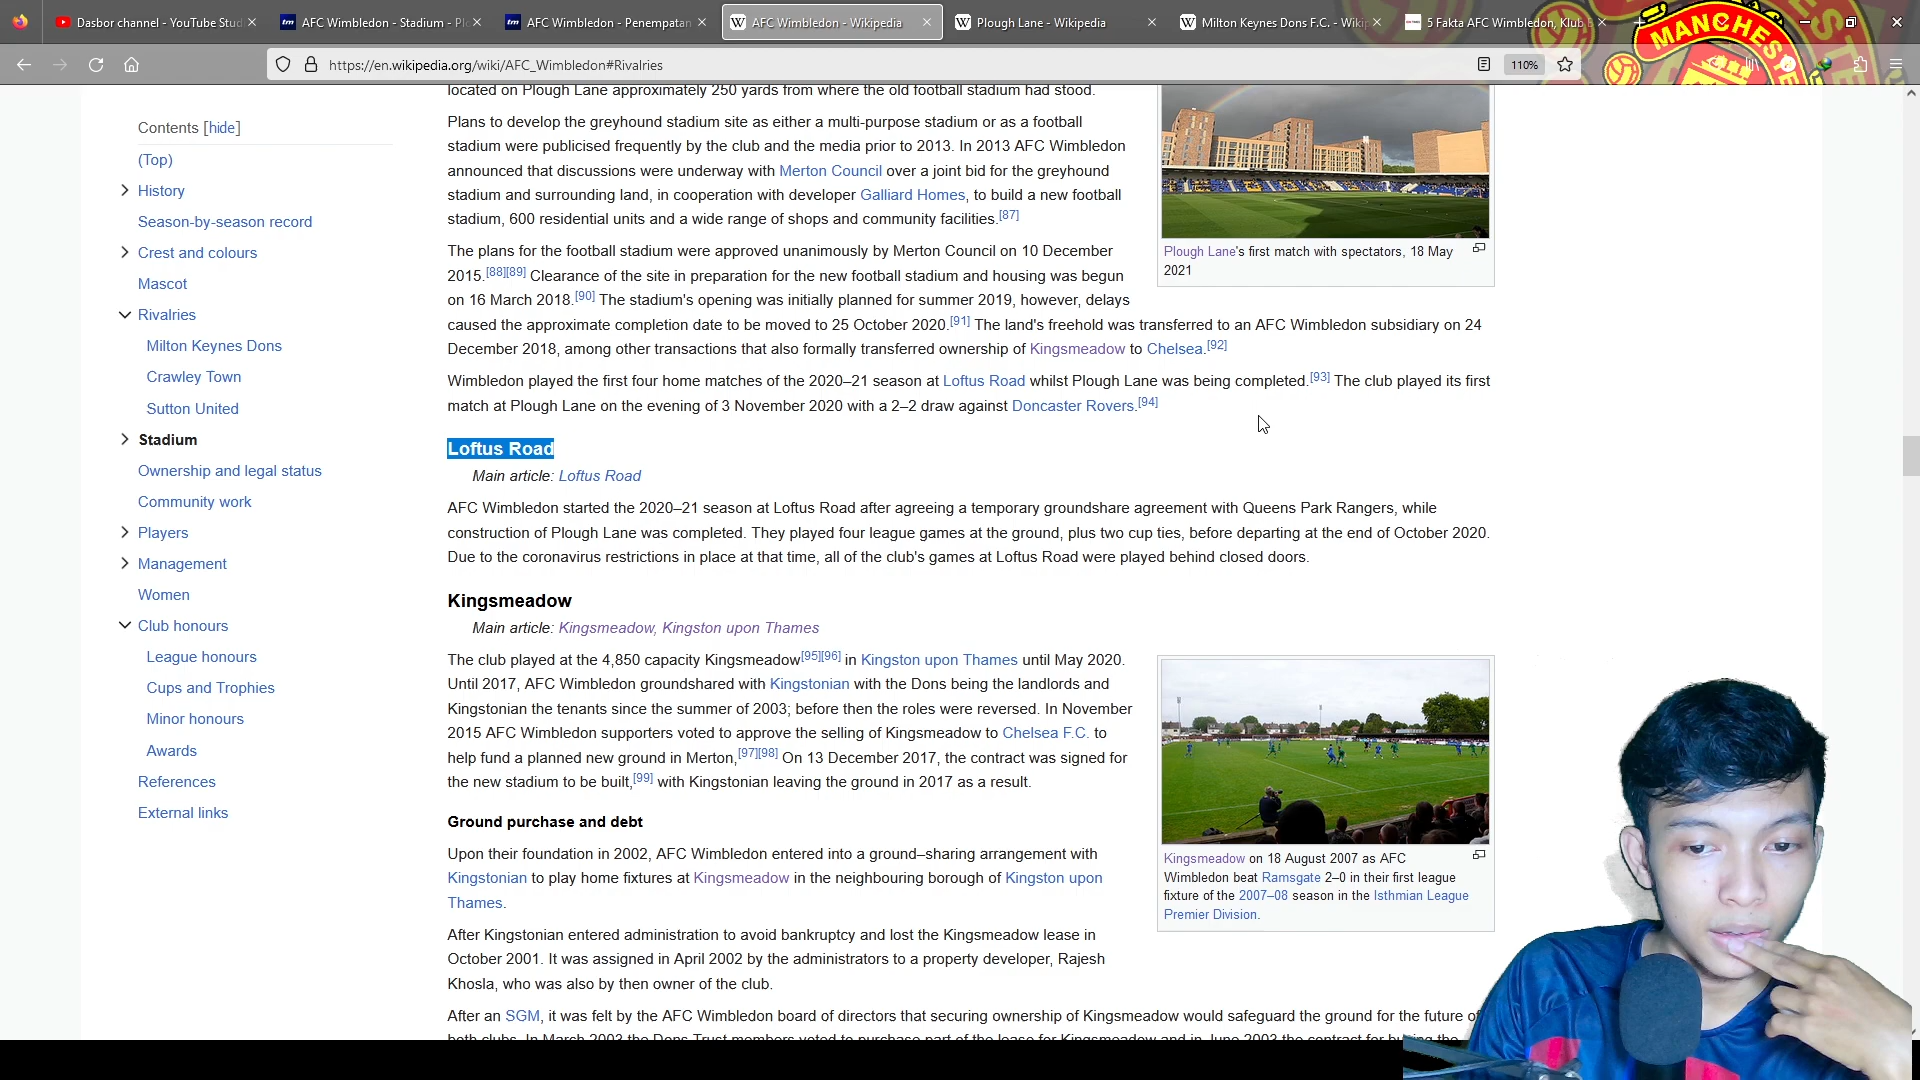 Dasbor channel - YouTube Stud
AFC Wimbledon - Stadium - Pl
AFC Wimbledon - Penempatan
AFC Wimbledon - Wikipedia
Plough Lane - Wikipedia
Milton Keynes Dons F.C. - Wikip
5 Fakta AFC Wimbledon, Klub
MANCHESTE
https://en.wikipedia.org/wiki/AFC_Wimbledon#Rivalries
110%
Contents [hide]
(Top)
History
Season-by-season record
Crest and colours
Mascot
Rivalries
Milton Keynes Dons
Crawley Town
Sutton United
Stadium
Ownership and legal status
Community work
Players
Management
Women
Club honours
League honours
Cups and Trophies
Minor honours
Awards
References
External links
located on Plough Lane approximately 250 yards from where the old football stadium had stood.
Plans to develop the greyhound stadium site as either a multi-purpose stadium or as a football
stadium were publicised frequently by the club and the media prior to 2013. In 2013 AFC Wimbledon
announced that discussions were underway with Merton Council over a joint bid for the greyhound
stadium and surrounding land, in cooperation with developer Galliard Homes, to build a new football
stadium, 600 residential units and a wide range of shops and community facilities.[87]
The plans for the football stadium were approved unanimously by Merton Council on 10 December
2015.[88][89] Clearance of the site in preparation for the new football stadium and housing was begun
on 16 March 2018.[90] The stadium's opening was initially planned for summer 2019, however, delays
caused the approximate completion date to be moved to 25 October 2020.[91] The land's freehold was transferred to an AFC Wimbledon subsidiary on 24
December 2018, among other transactions that also formally transferred ownership of Kingsmeadow to Chelsea.[92]
Plough Lane's first match with spectators, 18 May
2021
Wimbledon played the first four home matches of the 2020–21 season at Loftus Road whilst Plough Lane was being completed.[93] The club played its first
match at Plough Lane on the evening of 3 November 2020 with a 2–2 draw against Doncaster Rovers.[94]
Loftus Road
Main article: Loftus Road
AFC Wimbledon started the 2020–21 season at Loftus Road after agreeing a temporary groundshare agreement with Queens Park Rangers, while
construction of Plough Lane was completed. They played four league games at the ground, plus two cup ties, before departing at the end of October 2020.
Due to the coronavirus restrictions in place at that time, all of the club's games at Loftus Road were played behind closed doors.
Kingsmeadow
Main article: Kingsmeadow, Kingston upon Thames
The club played at the 4,850 capacity Kingsmeadow[95][96] in Kingston upon Thames until May 2020.
Until 2017, AFC Wimbledon groundshared with Kingstonian with the Dons being the landlords and
Kingstonian the tenants since the summer of 2003; before then the roles were reversed. In November
2015 AFC Wimbledon supporters voted to approve the selling of Kingsmeadow to Chelsea F.C. to
help fund a planned new ground in Merton,[97][98] On 13 December 2017, the contract was signed for
the new stadium to be built,[99] with Kingstonian leaving the ground in 2017 as a result.
Kingsmeadow on 18 August 2007 as AFC
Wimbledon beat Ramsgate 2–0 in their first league
fixture of the 2007–08 season in the Isthmian League
Premier Division.
Ground purchase and debt
Upon their foundation in 2002, AFC Wimbledon entered into a ground–sharing arrangement with
Kingstonian to play home fixtures at Kingsmeadow in the neighbouring borough of Kingston upon
Thames.
After Kingstonian entered administration to avoid bankruptcy and lost the Kingsmeadow lease in
October 2001. It was assigned in April 2002 by the administrators to a property developer, Rajesh
Khosla, who was also by then owner of the club.
After an SGM, it was felt by the AFC Wimbledon board of directors that securing ownership of Kingsmeadow would safeguard the ground for the future of
both clubs. In March 2003 the Dons Trust members voted to purchase part of the lease for Kingsmeadow and in June 2003 the contract for buying the